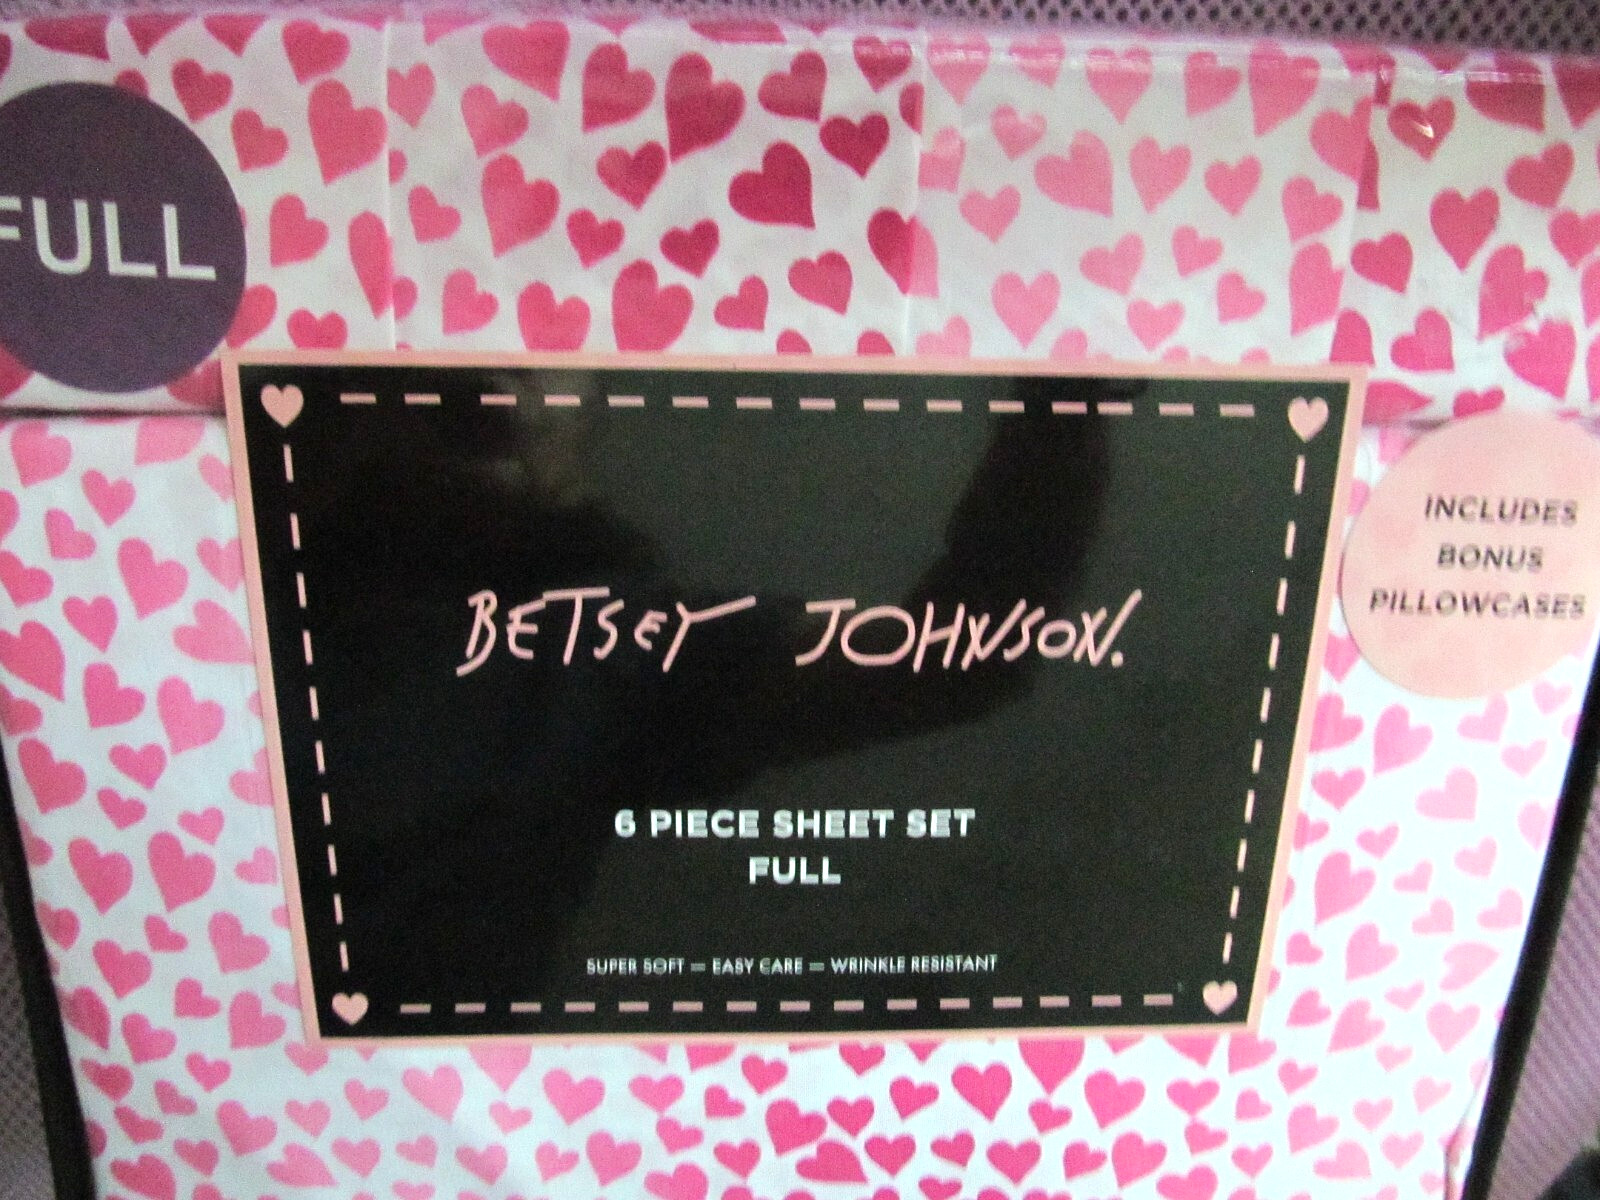 FULL
INCLUDES
BONUS
PILLOWCASES
BETSEY JOHNSON.
6 PIECE SHEET SET
FULL
SUPER SOFT — EASY CARE — WRINKLE RESISTANT